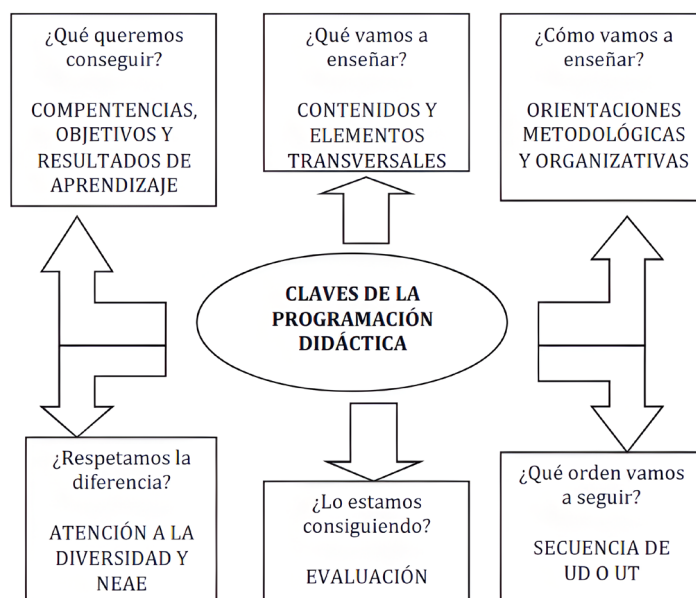 ¿Qué queremos
conseguir?
COMPENTENCIAS,
OBJETIVOS Y
RESULTADOS DE
APRENDIZAJE
¿Qué vamos a
enseñar?
CONTENIDOS Y
ELEMENTOS
TRANSVERSALES
¿Cómo vamos a
enseñar?
ORIENTACIONES
METODOLÓGICAS
Y ORGANIZATIVAS
CLAVES DE LA
PROGRAMACIÓN
DIDÁCTICA
¿Respetamos la
diferencia?
ATENCIÓN A LA
DIVERSIDAD Y
NEAE
¿Lo estamos
consiguiendo?
EVALUACIÓN
¿Qué orden vamos
a seguir?
SECUENCIA DE
UD O UT